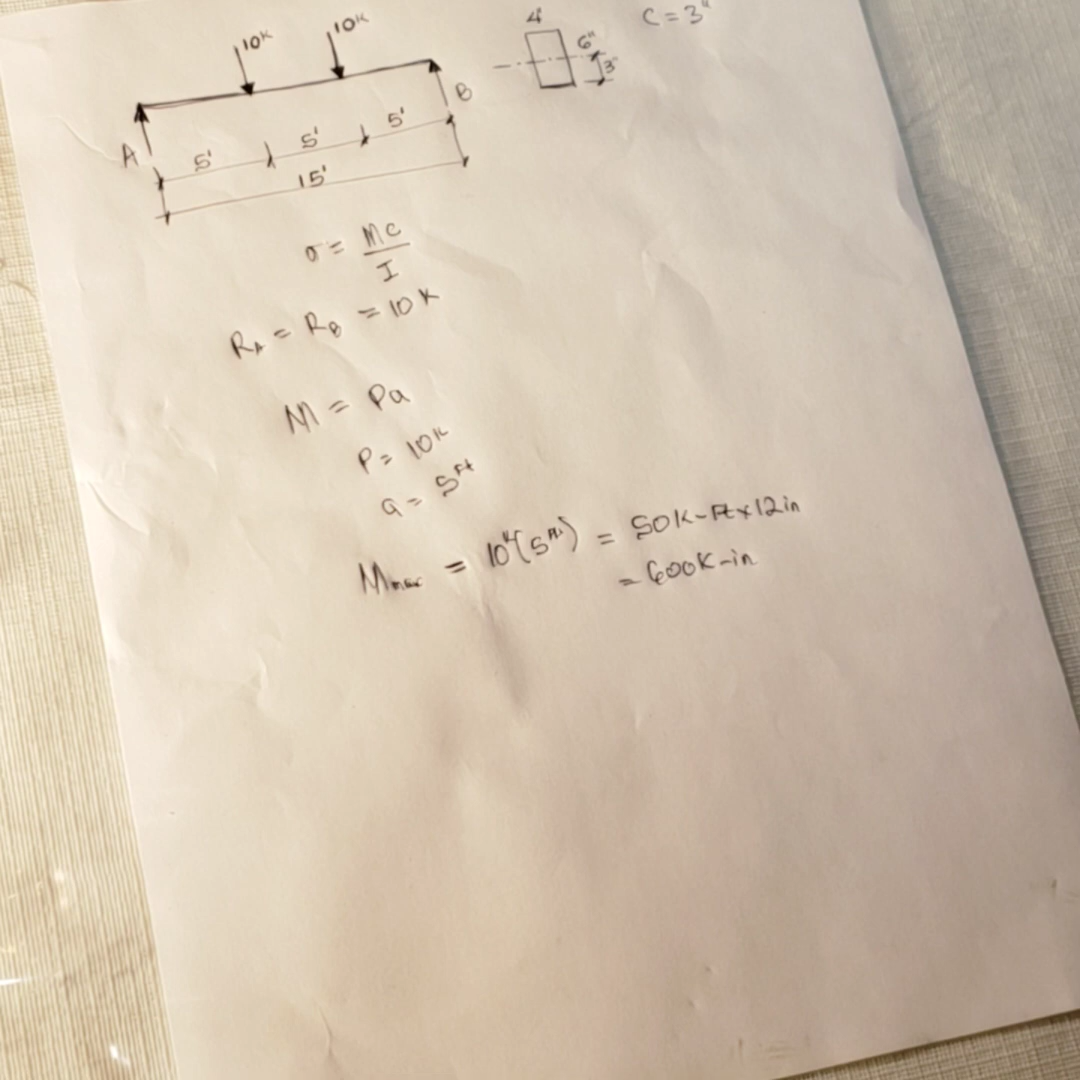 10K 10K 4" C = 3"
6"
3"
A B
5' 5' 5'
15'
σ = MC
I
RA = RB = 10K
M = Pa
P = 10K
a = 5Ft
Mmax = 10K(5Ft) = 50K-Ft x 12in
= 600K-in